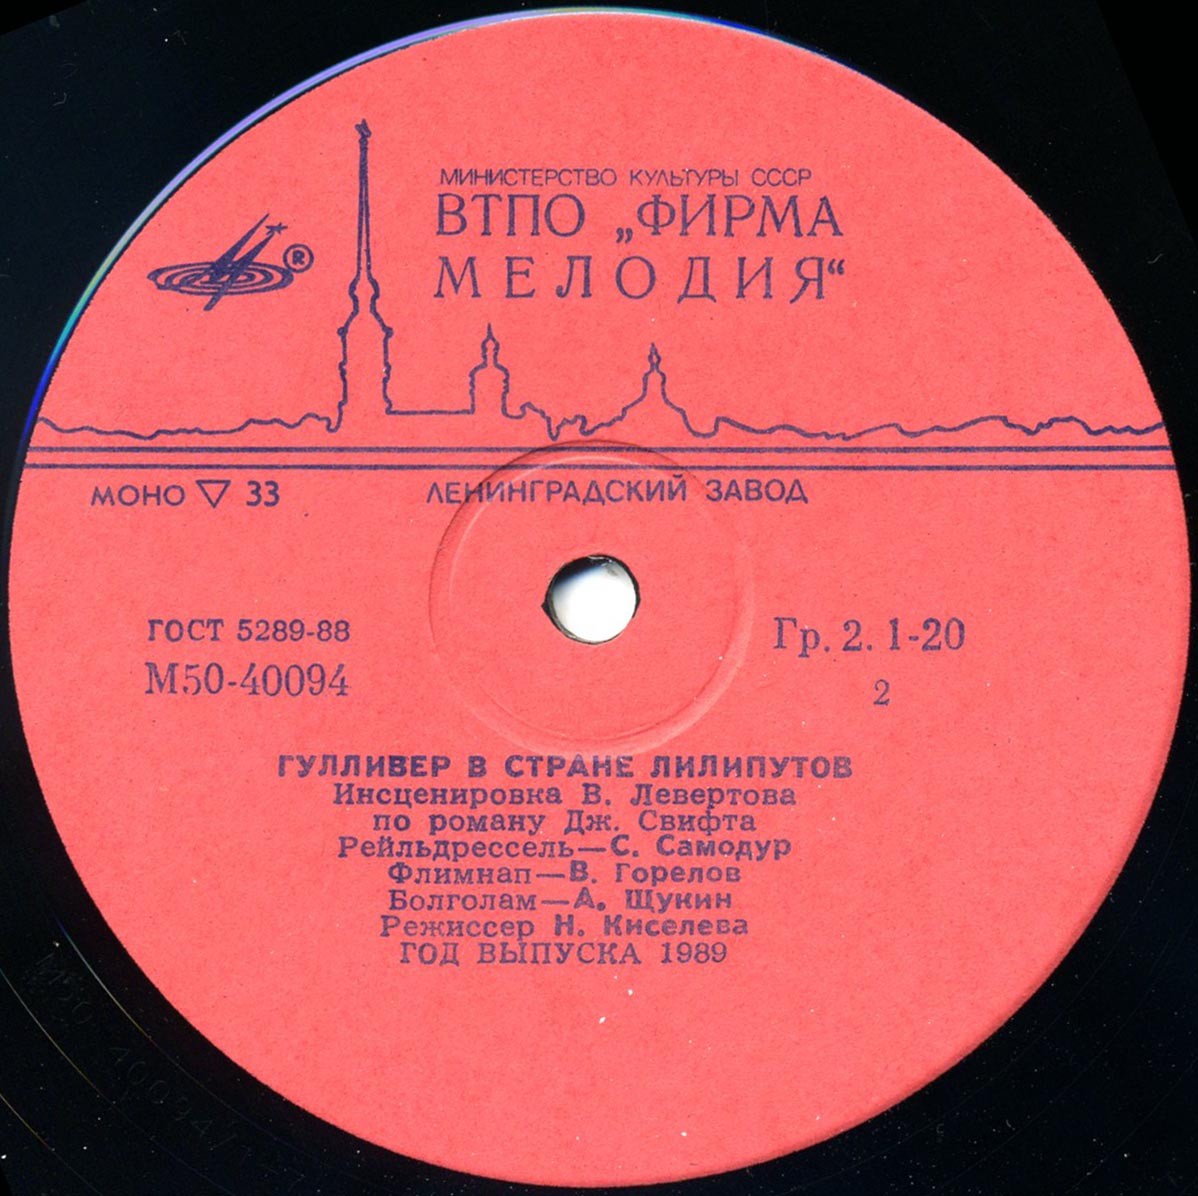 МИНИСТЕРСТВО КУЛЬТУРЫ СССР
ВТПО „ФИРМА
МЕЛОДИЯ“
®
МОНО ▽ 33
ЛЕНИНГРАДСКИЙ ЗАВОД
ГОСТ 5289-88
М50-40094
Гр. 2. 1-20
2
ГУЛЛИВЕР В СТРАНЕ ЛИЛИПУТОВ
Инсценировка В. Левертова
по роману Дж. Свифта
Рейльдрессель—С. Самодур
Флимнап—В. Горелов
Болголам—А. Щукин
Режиссер Н. Киселева
ГОД ВЫПУСКА 1989